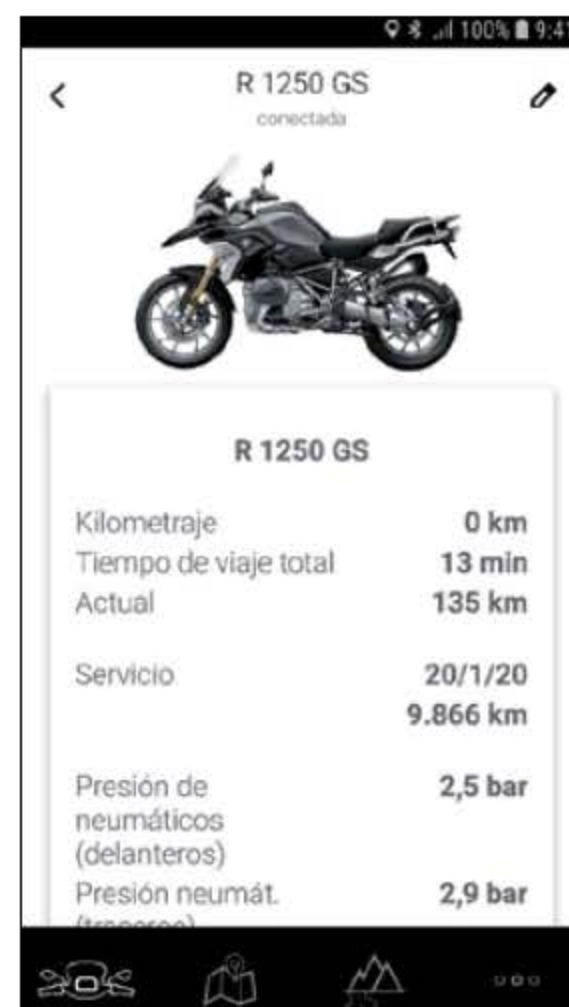 100% 9:41
R 1250 GS
conectada
R 1250 GS
Kilometraje 0 km
Tiempo de viaje total 13 min
Actual 135 km
Servicio 20/1/20
9.866 km
Presión de 2,5 bar
neumáticos
(delanteros)
Presión neumát. 2,9 bar